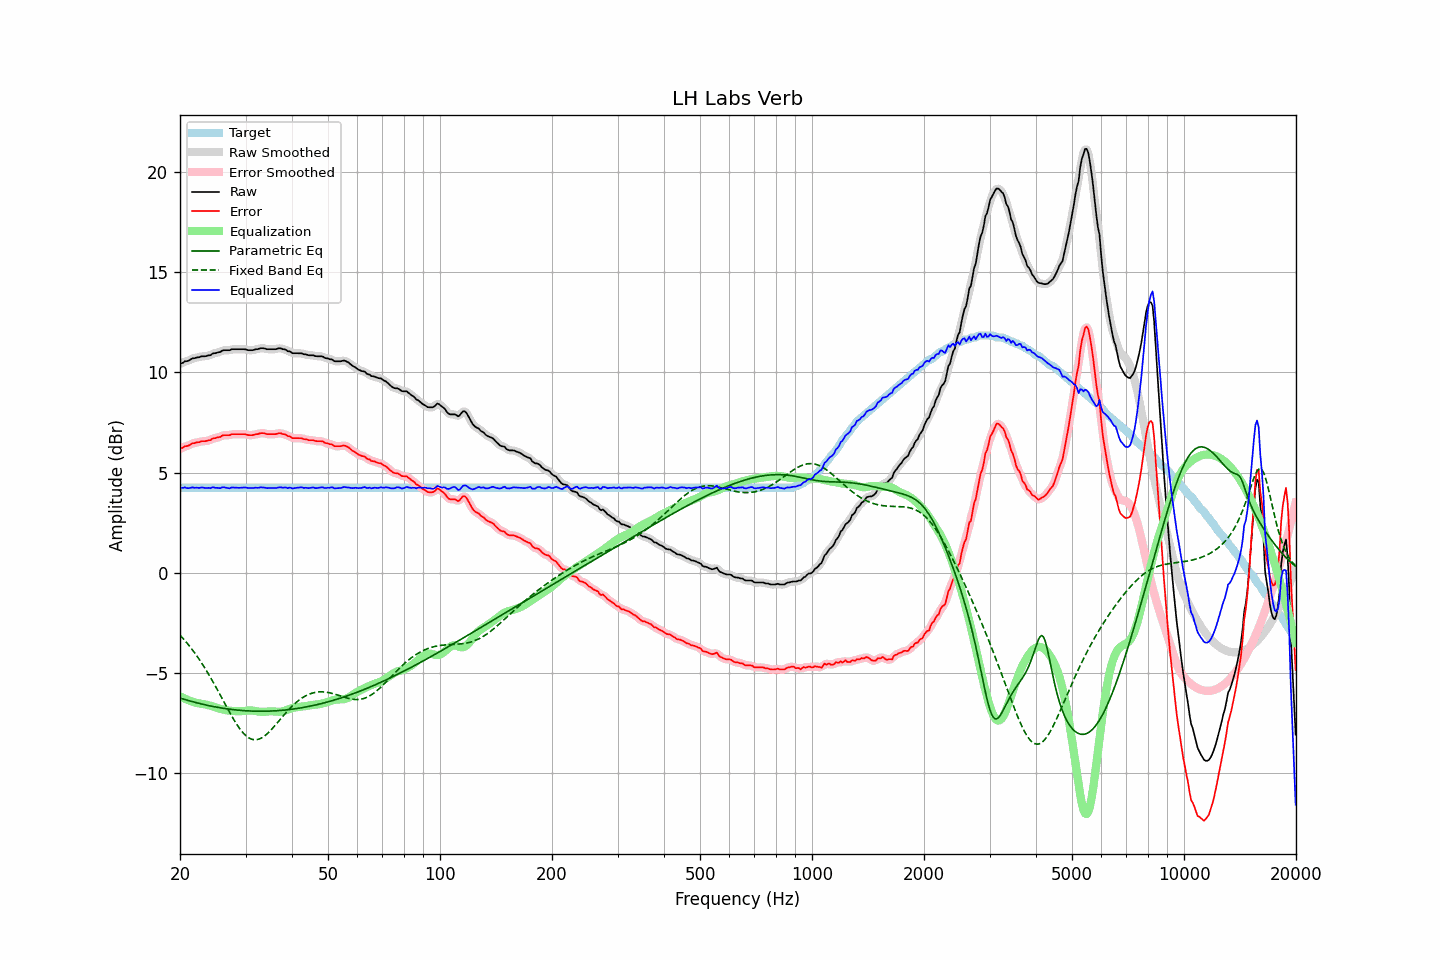 LH Labs Verb
Target
Raw Smoothed
Error Smoothed
Raw
Error
Equalization
Parametric Eq
Fixed Band Eq
Equalized
Amplitude (dBr)
20
15
10
5
0
−5
−10
20 50 100 200 500 1000 2000 5000 10000 20000
Frequency (Hz)